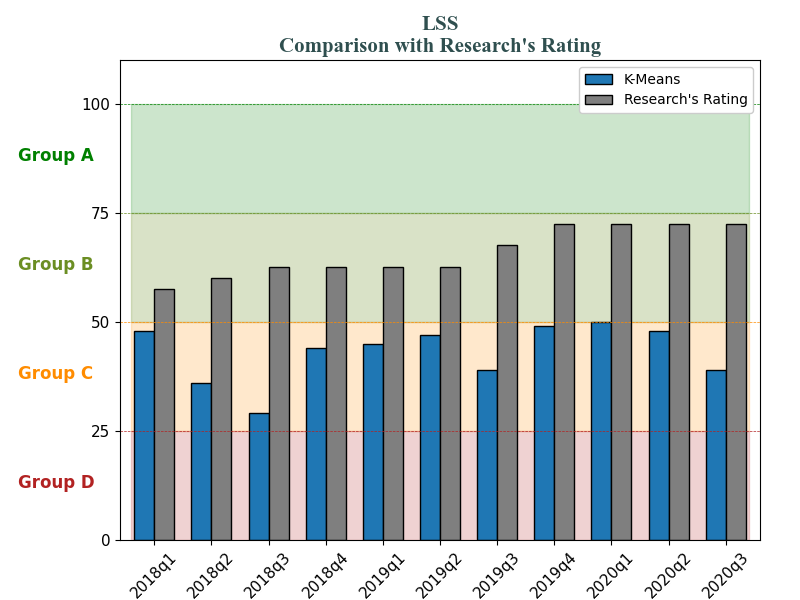 LSS
Comparison with Research's Rating
K-Means
Research's Rating
100
Group A
75
Group B
50
Group C
25
Group D
0
2018q1
2018q2
2018q3
2018q4
2019q1
2019q2
2019q3
2019q4
2020q1
2020q2
2020q3